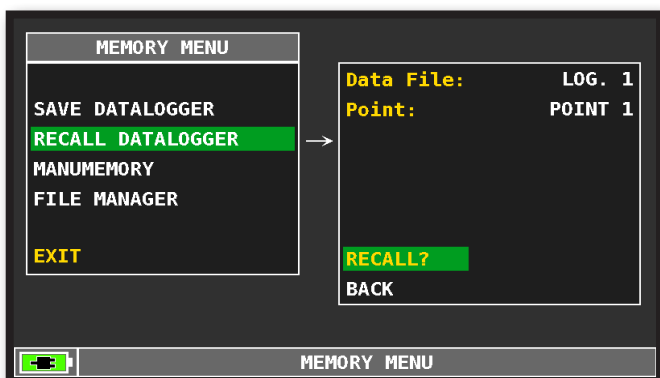 MEMORY MENU
SAVE DATALOGGER
RECALL DATALOGGER
MANUMEMORY
FILE MANAGER
EXIT
Data File: LOG. 1
Point: POINT 1
RECALL?
BACK
MEMORY MENU